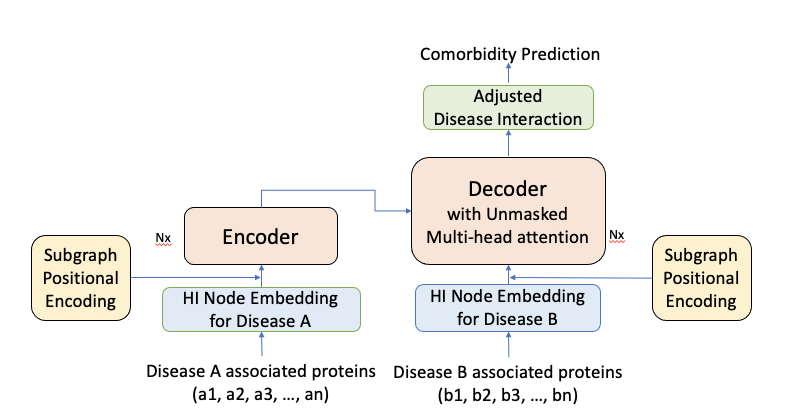 Comorbidity Prediction
Adjusted
Disease Interaction
Decoder
with Unmasked
Multi-head attention
Nx
Encoder
Nx
Subgraph
Positional
Encoding
Subgraph
Positional
Encoding
HI Node Embedding
for Disease A
HI Node Embedding
for Disease B
Disease A associated proteins
(a1, a2, a3, ..., an)
Disease B associated proteins
(b1, b2, b3, ..., bn)